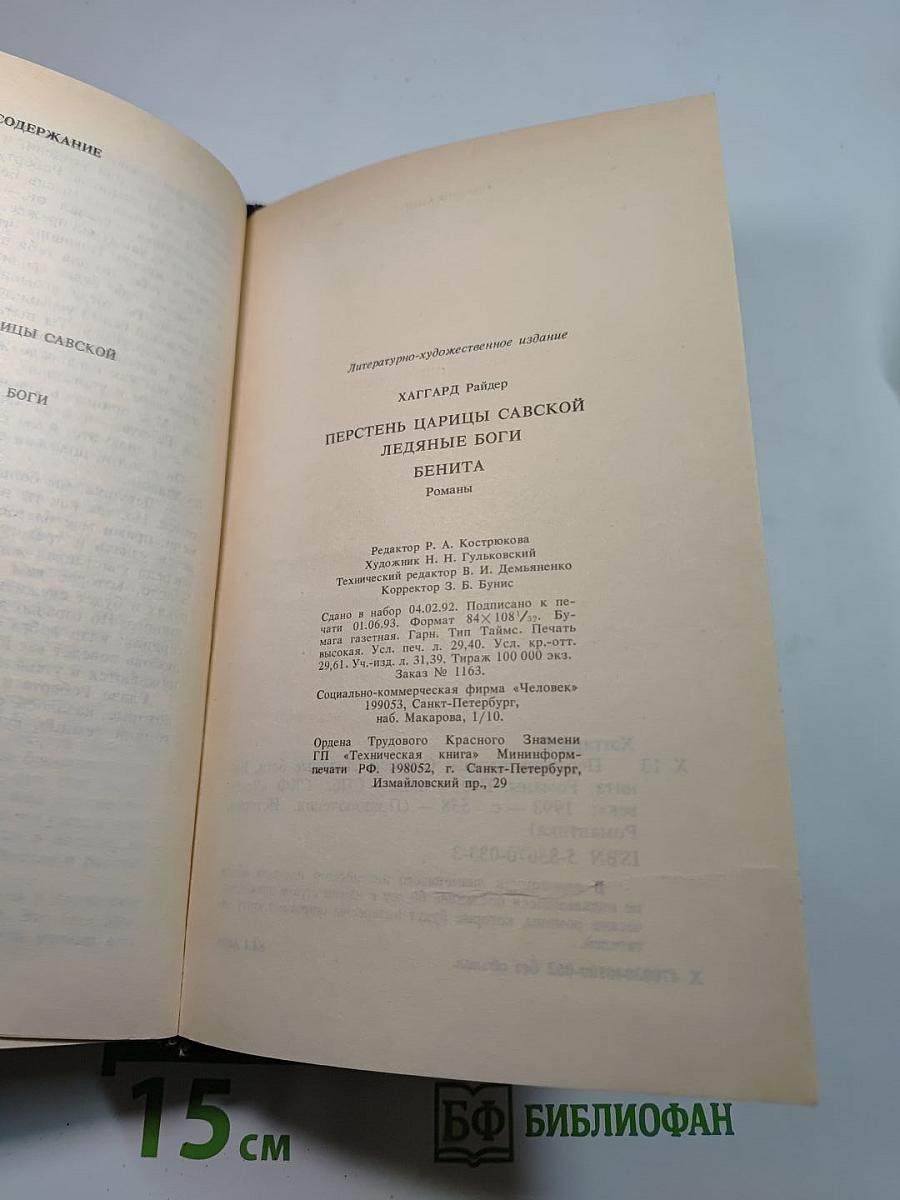 СОДЕРЖАНИЕ
ИЦЫ САВСКОЙ
БОГИ
Литературно-художественное издание
ХАГГАРД Райдер
ПЕРСТЕНЬ ЦАРИЦЫ САВСКОЙ
ЛЕДЯНЫЕ БОГИ
БЕНИТА
Романы
Редактор Р. А. Кострюкова
Художник Н. Н. Гульковский
Технический редактор В. И. Демьяненко
Корректор З. Б. Бунис
Сдано в набор 04.02.92. Подписано к пе-
чати 01.06.93. Формат 84×108 1/32. Бу-
мага газетная. Гарн. Тип Таймс. Печать
высокая. Усл. печ. л. 29,40. Усл. кр.-отт.
29,61. Уч.-изд. л. 31,39. Тираж 100 000 экз.
Заказ № 1163.
Социально-коммерческая фирма «Человек»
199053, Санкт-Петербург,
наб. Макарова, 1/10.
Ордена Трудового Красного Знамени
ГП «Техническая книга» Мининформ-
печати РФ. 198052, г. Санкт-Петербург,
Измайловский пр., 29
15 см
БФ БИБЛИОФАН